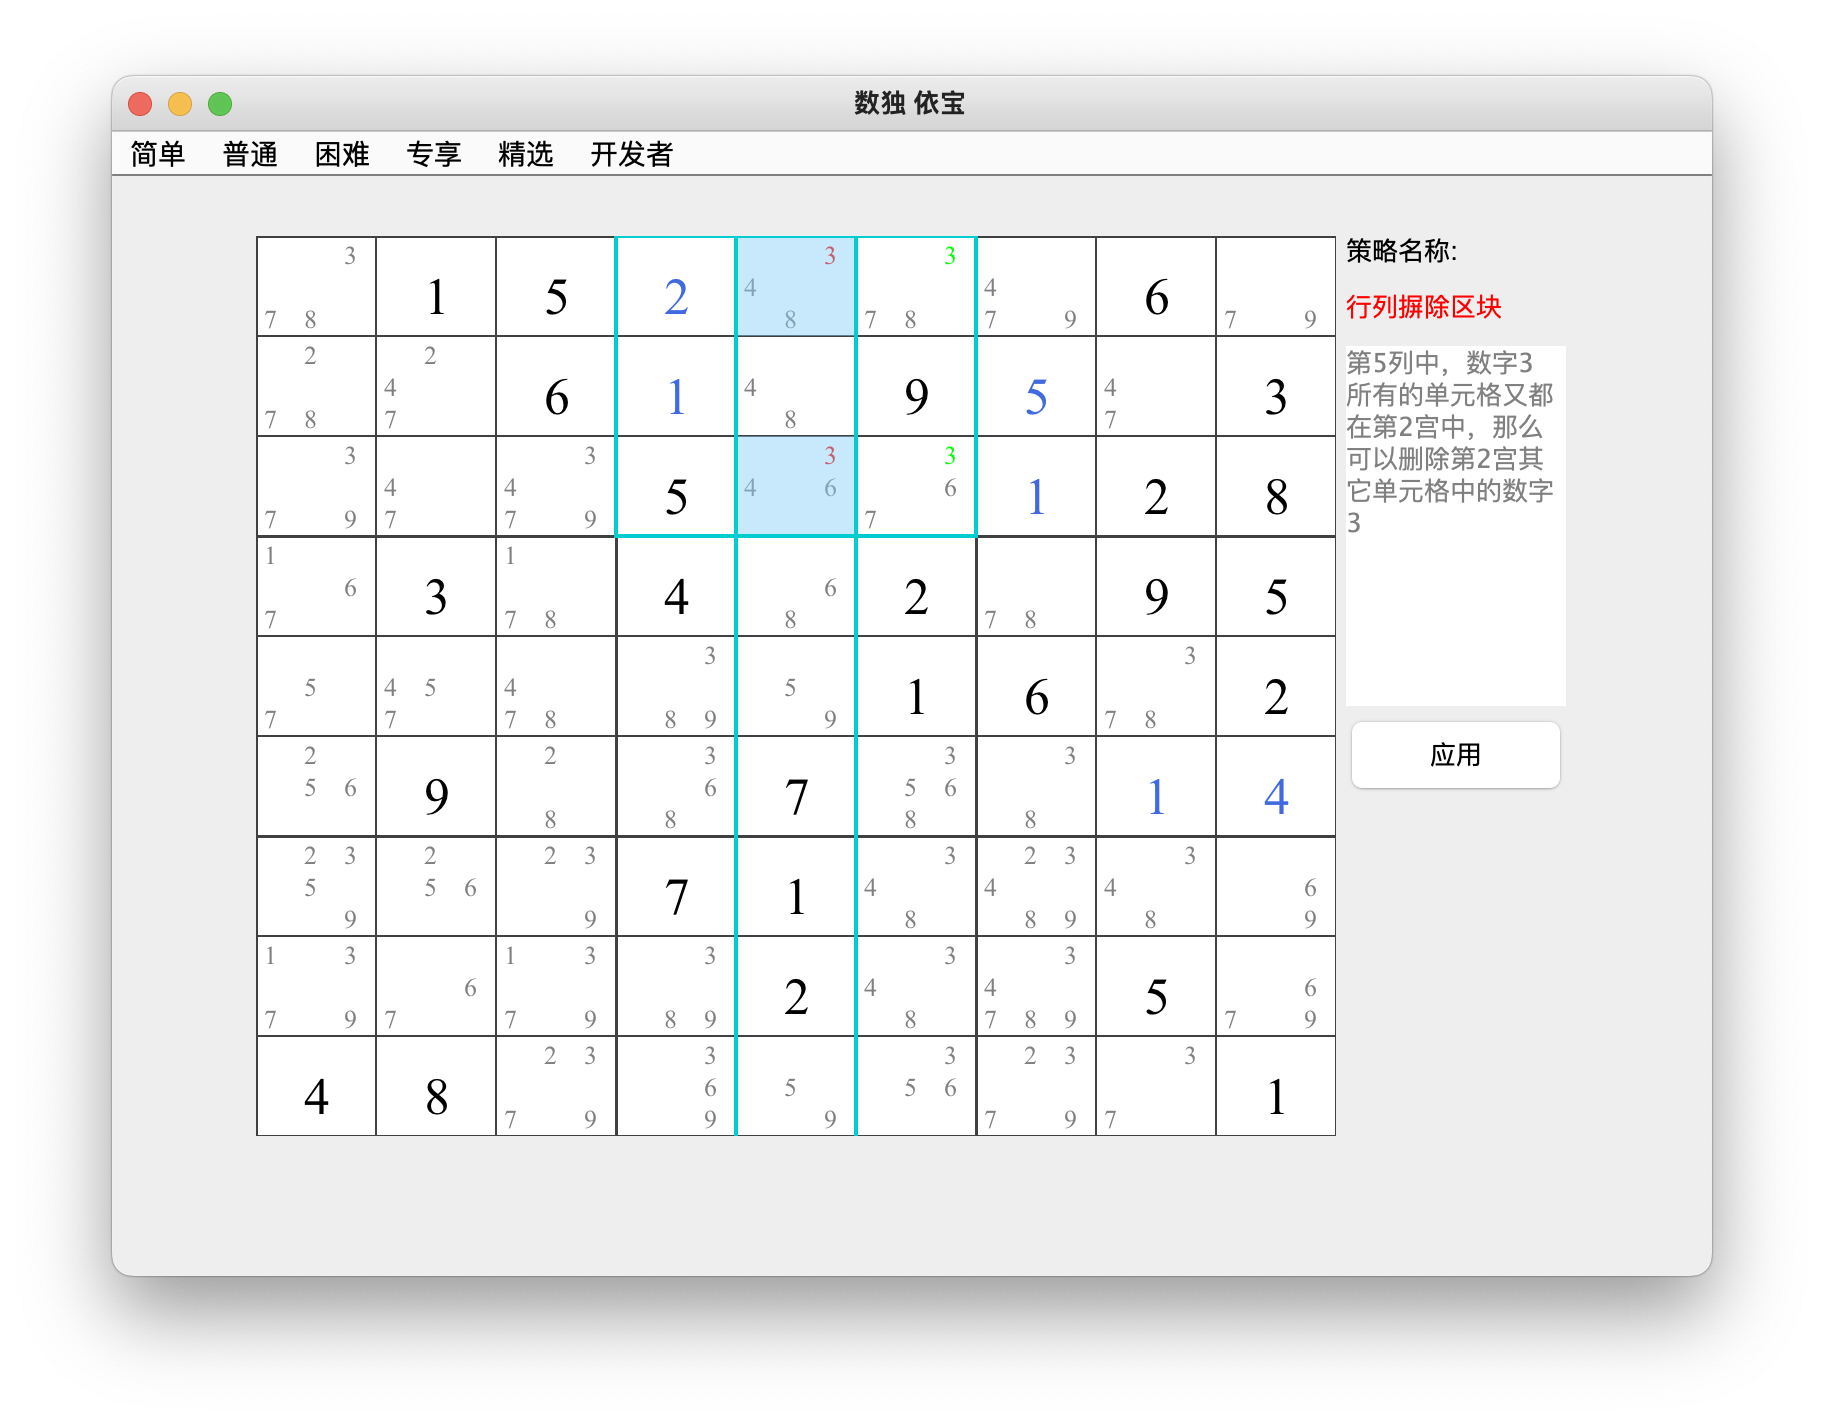 数独 依宝
简单 普通 困难 专享 精选 开发者
3 3 3
1 5 2 4 4 6
7 8 8 7 8 7 9 7 9
2 2
4 6 1 4 9 5 4 3
7 8 7 8 7
3 3 3 3
4 4 5 4 6 6 1 2 8
7 9 7 7 9 7
1 1
6 3 4 6 2 9 5
7 7 8 8 7 8
3 3
5 4 5 4 5 1 6 2
7 7 7 8 8 9 9 7 8
2 2 3 3 3
5 6 9 6 7 5 6 1 4
8 8 8 8
2 3 2 2 3 3 2 3 3
5 5 6 7 1 4 4 4 6
9 9 8 8 9 8 9
1 3 1 3 3 3 3
6 2 4 4 5 6
7 9 7 7 9 8 9 8 7 8 9 7 9
2 3 3 3 2 3 3
4 8 6 5 5 6 1
7 9 9 9 7 9 7
策略名称:
行列摒除区块
第5列中，数字3
所有的单元格又都
在第2宫中，那么
可以删除第2宫其
它单元格中的数字
3
应用